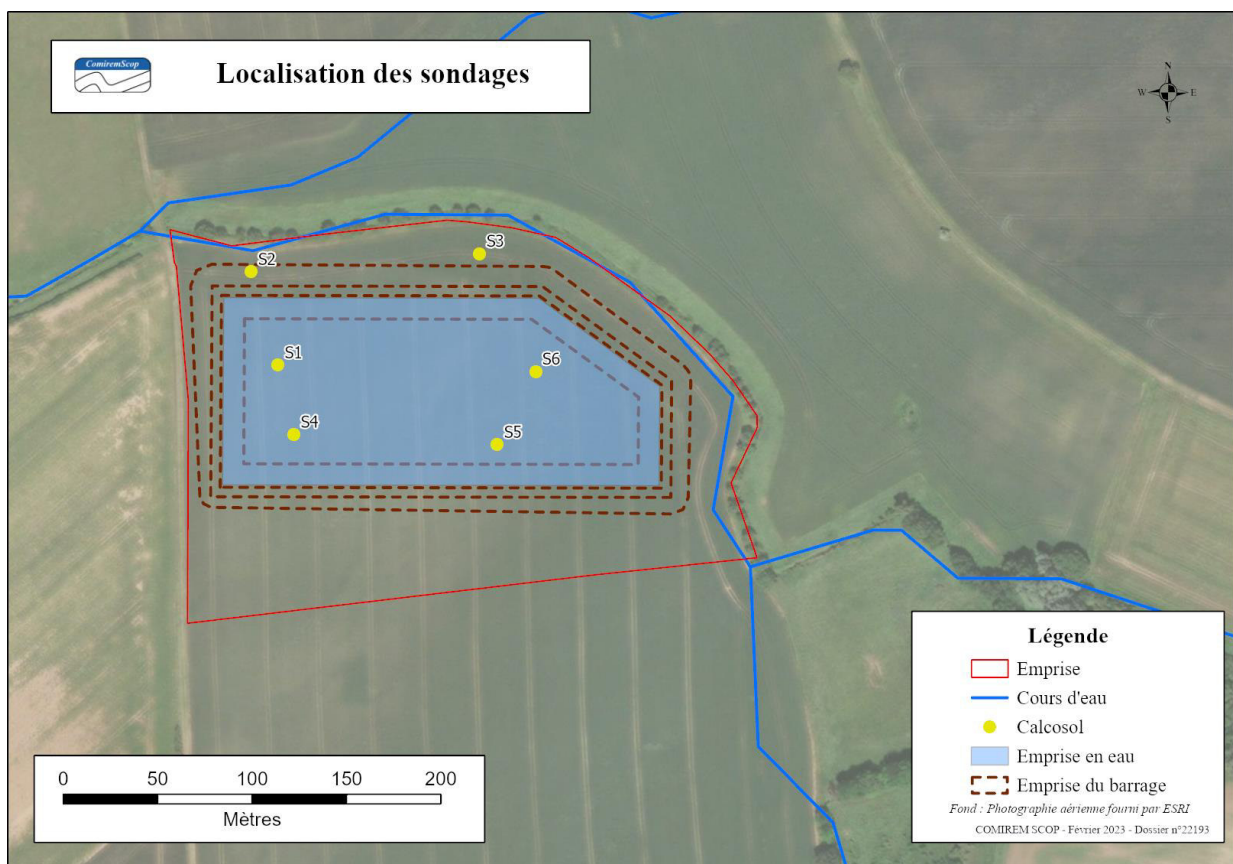 ComiremScop
Localisation des sondages
N
W E
S
S3
S2
S1
S6
S4
S5
0 50 100 150 200
Mètres
Légende
Emprise
Cours d'eau
Calcosol
Emprise en eau
Emprise du barrage
Fond : Photographie aérienne fourni par ESRI
COMIREM SCOP - Février 2023 - Dossier n°22193